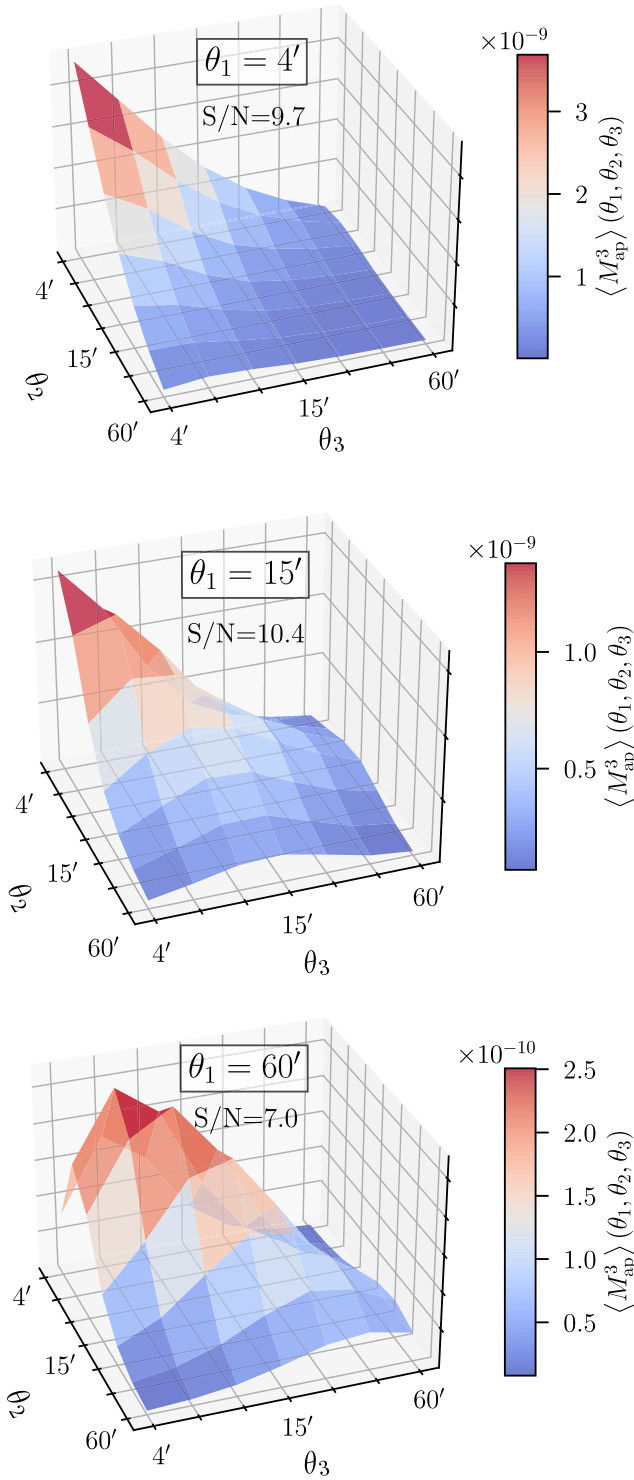 ×10⁻⁹
θ₁ = 4′
S/N=9.7
3
2
1
⟨M³ₐₚ⟩(θ₁, θ₂, θ₃)
4′
15′
60′
θ₂
4′
15′
60′
θ₃
×10⁻⁹
θ₁ = 15′
S/N=10.4
1.0
0.5
⟨M³ₐₚ⟩(θ₁, θ₂, θ₃)
4′
15′
60′
θ₂
4′
15′
60′
θ₃
×10⁻¹⁰
θ₁ = 60′
S/N=7.0
2.5
2.0
1.5
1.0
0.5
⟨M³ₐₚ⟩(θ₁, θ₂, θ₃)
4′
15′
60′
θ₂
4′
15′
60′
θ₃